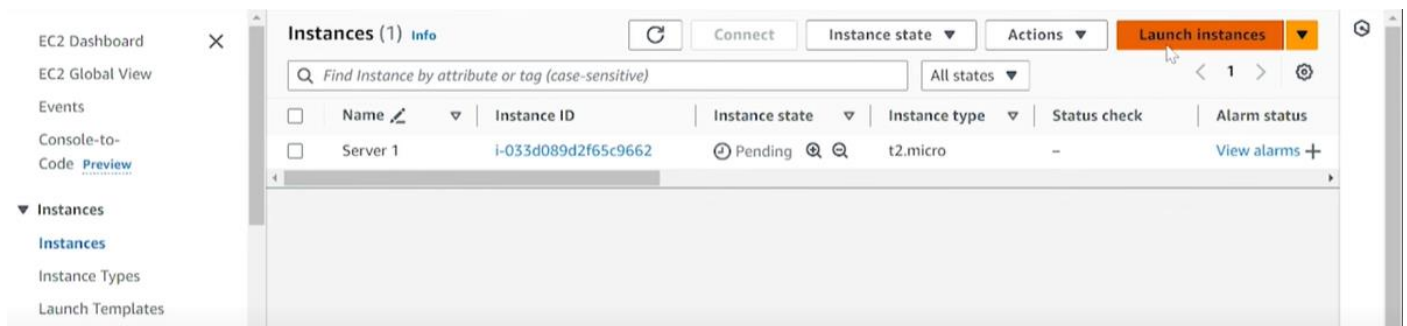 EC2 Dashboard
EC2 Global View
Events
Console-to-
Code Preview
Instances
Instances
Instance Types
Launch Templates
Instances (1) Info
Connect
Instance state
Actions
Launch instances
Find Instance by attribute or tag (case-sensitive)
All states
1
Name Instance ID Instance state Instance type Status check Alarm status
Server 1 i-033d089d2f65c9662 Pending t2.micro – View alarms +